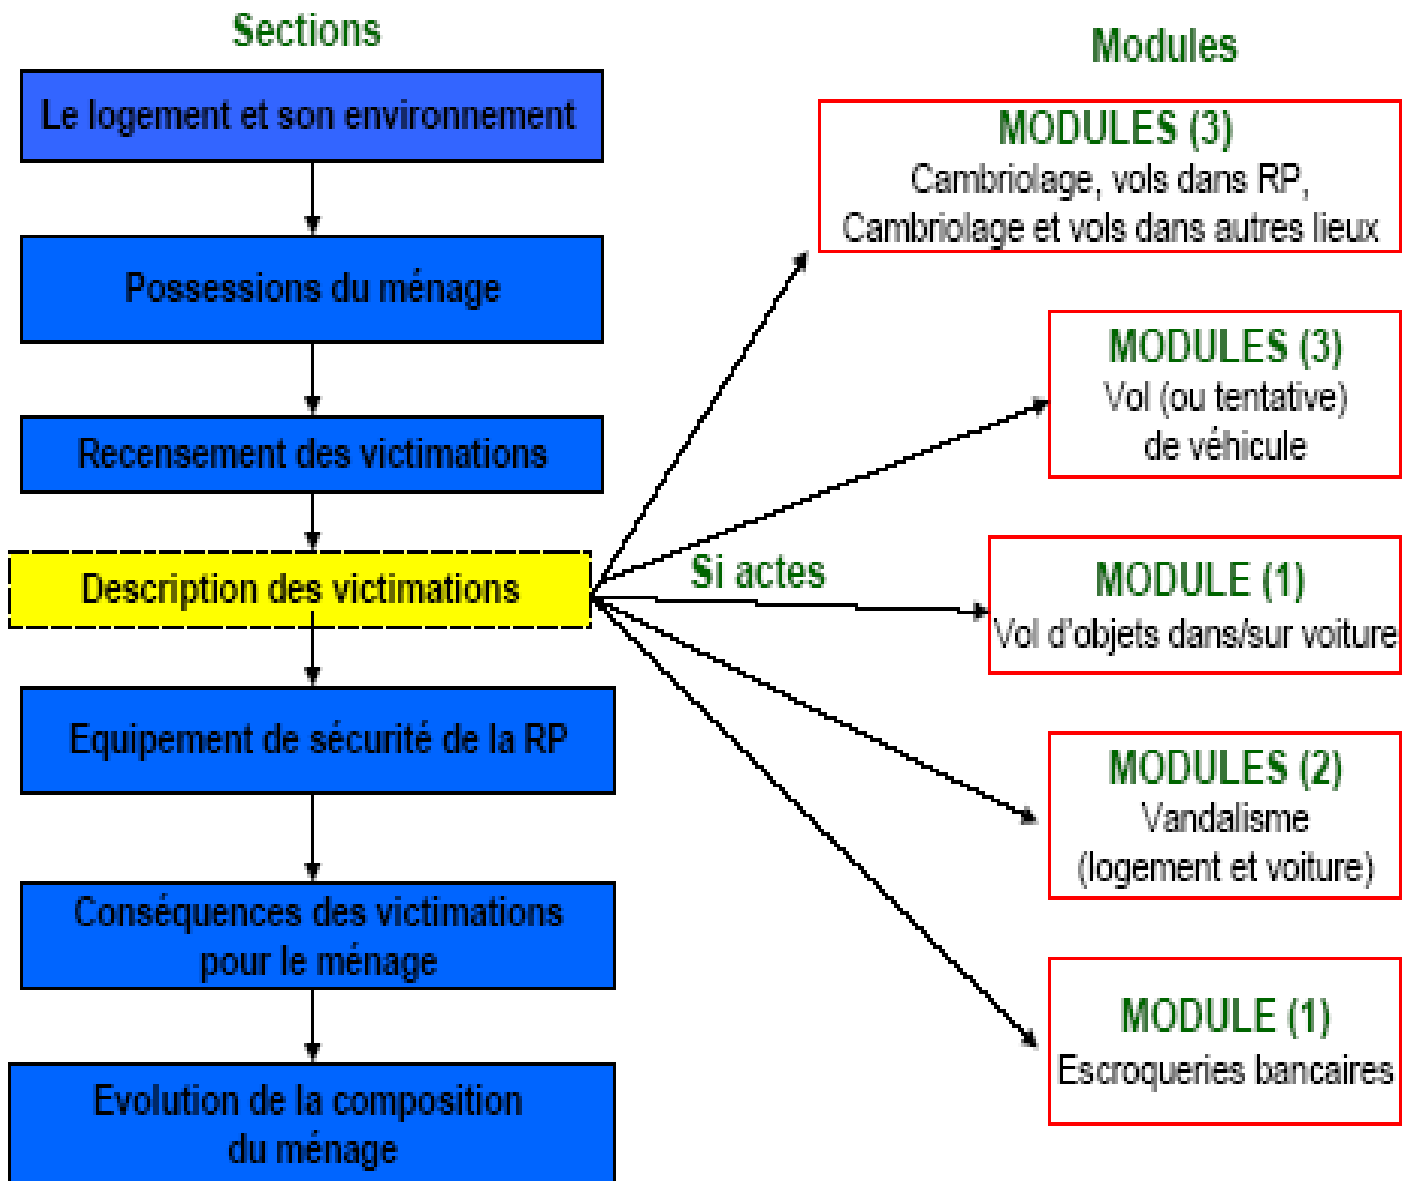 Sections
Le logement et son environnement
Possessions du ménage
Recensement des victimations
Description des victimations
Equipement de sécurité de la RP
Conséquences des victimations
pour le ménage
Evolution de la composition
du ménage
Si actes
Modules
MODULES (3)
Cambriolage, vols dans RP,
Cambriolage et vols dans autres lieux
MODULES (3)
Vol (ou tentative)
de véhicule
MODULE (1)
Vol d'objets dans/sur voiture
MODULES (2)
Vandalisme
(logement et voiture)
MODULE (1)
Escroqueries bancaires